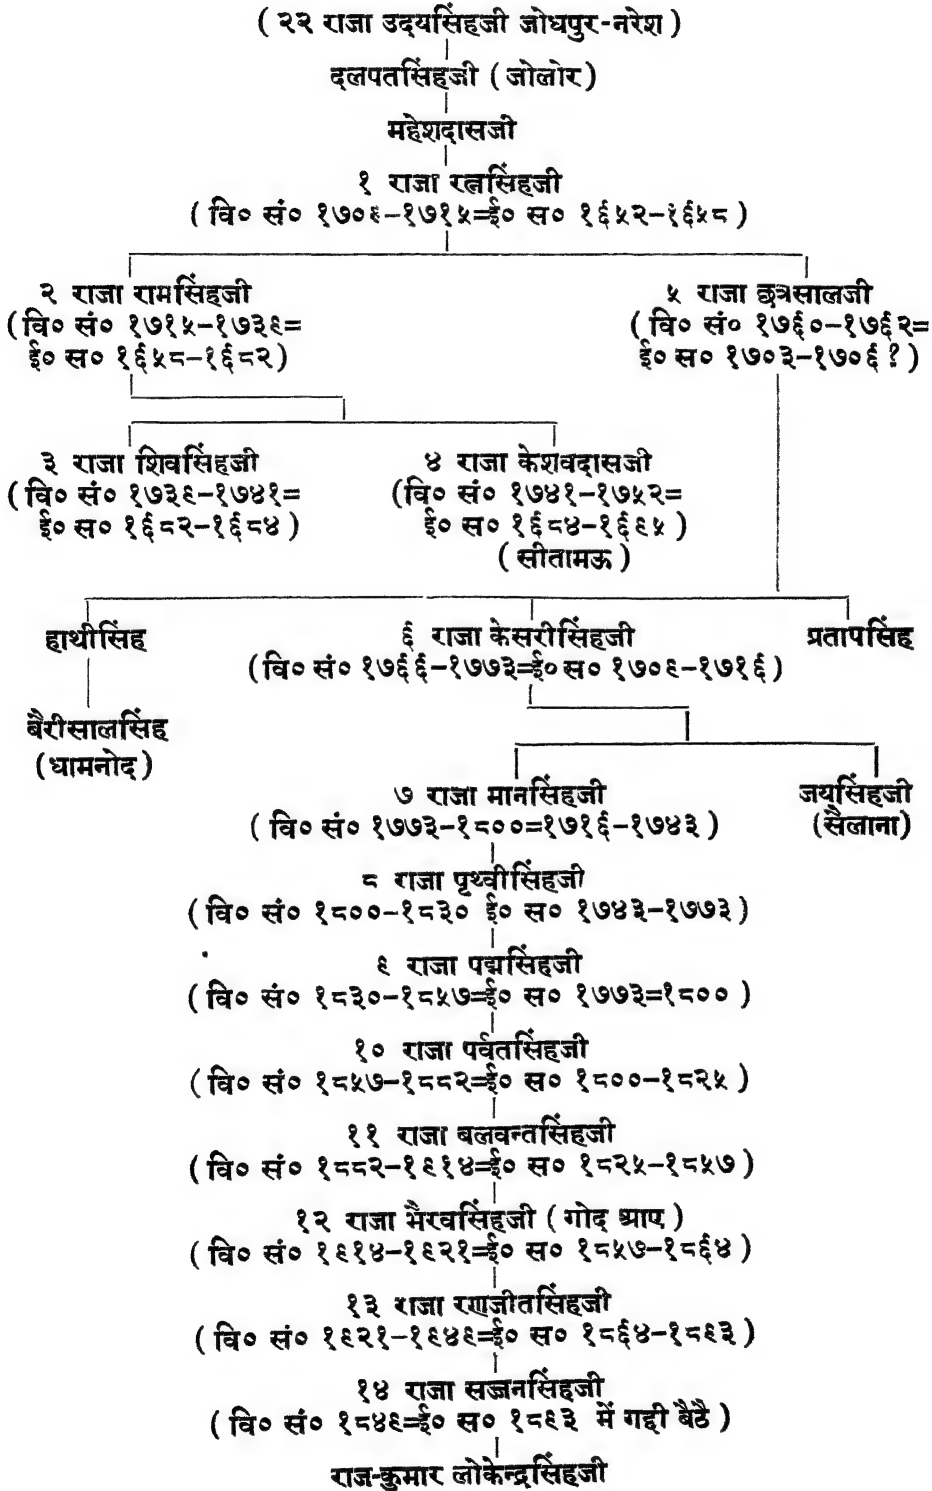 ( २२ राजा उदयसिंहजी जोधपुर-नरेश )
दलपतसिंहजी ( जोलोर )
महेशदासजी
१ राजा रत्नसिंहजी
( वि० सं० १७०९-१७१५=ई० स० १६५२-१६५८ )
२ राजा रामसिंहजी
( वि० सं० १७१५-१७३९=
ई० स० १६५८-१६८२ )
५ राजा छत्रसालजी
( वि० सं० १७६०-१७६२=
ई० स० १७०३-१७०६ ? )
३ राजा शिवसिंहजी
( वि० सं० १७३९-१७४१=
ई० स० १६८२-१६८४ )
४ राजा केशवदासजी
(वि० सं० १७४१-१७५२=
ई० स० १६८४-१६९५ )
( सीतामऊ )
हाथीसिंह
६ राजा केसरीसिंहजी
(वि० सं० १७६६-१७७३=ई० स० १७०९-१७१६ )
प्रतापसिंह
बैरीसालसिंह
(धामनोद )
७ राजा मानसिंहजी
( वि० सं० १७७३-१८००=१७१६-१७४३ )
जयसिंहजी
(सैलाना)
८ राजा पृथ्वीसिंहजी
( वि० सं० १८००-१८३० ई० स० १७४३-१७७३ )
९ राजा पद्मसिंहजी
( वि० सं० १८३०-१८५७=ई० स० १७७३=१८०० )
१० राजा पर्वतसिंहजी
( वि० सं० १८५७-१८८२=ई० स० १८००-१८२५ )
११ राजा बलवन्तसिंहजी
( वि० सं० १८८२-१९१४=ई० स० १८२५-१८५७ )
१२ राजा भैरवसिंहजी ( गोद आए )
( वि० सं० १९१४-१९२१=ई० स० १८५७-१८६४ )
१३ राजा रणजीतसिंहजी
( वि० सं० १९२१-१९४९=ई० स० १८६४-१८९३ )
१४ राजा सज्जनसिंहजी
( वि० सं० १८४९=ई० स० १८९३ में गद्दी बैठै )
राज-कुमार लोकेन्द्रसिंहजी